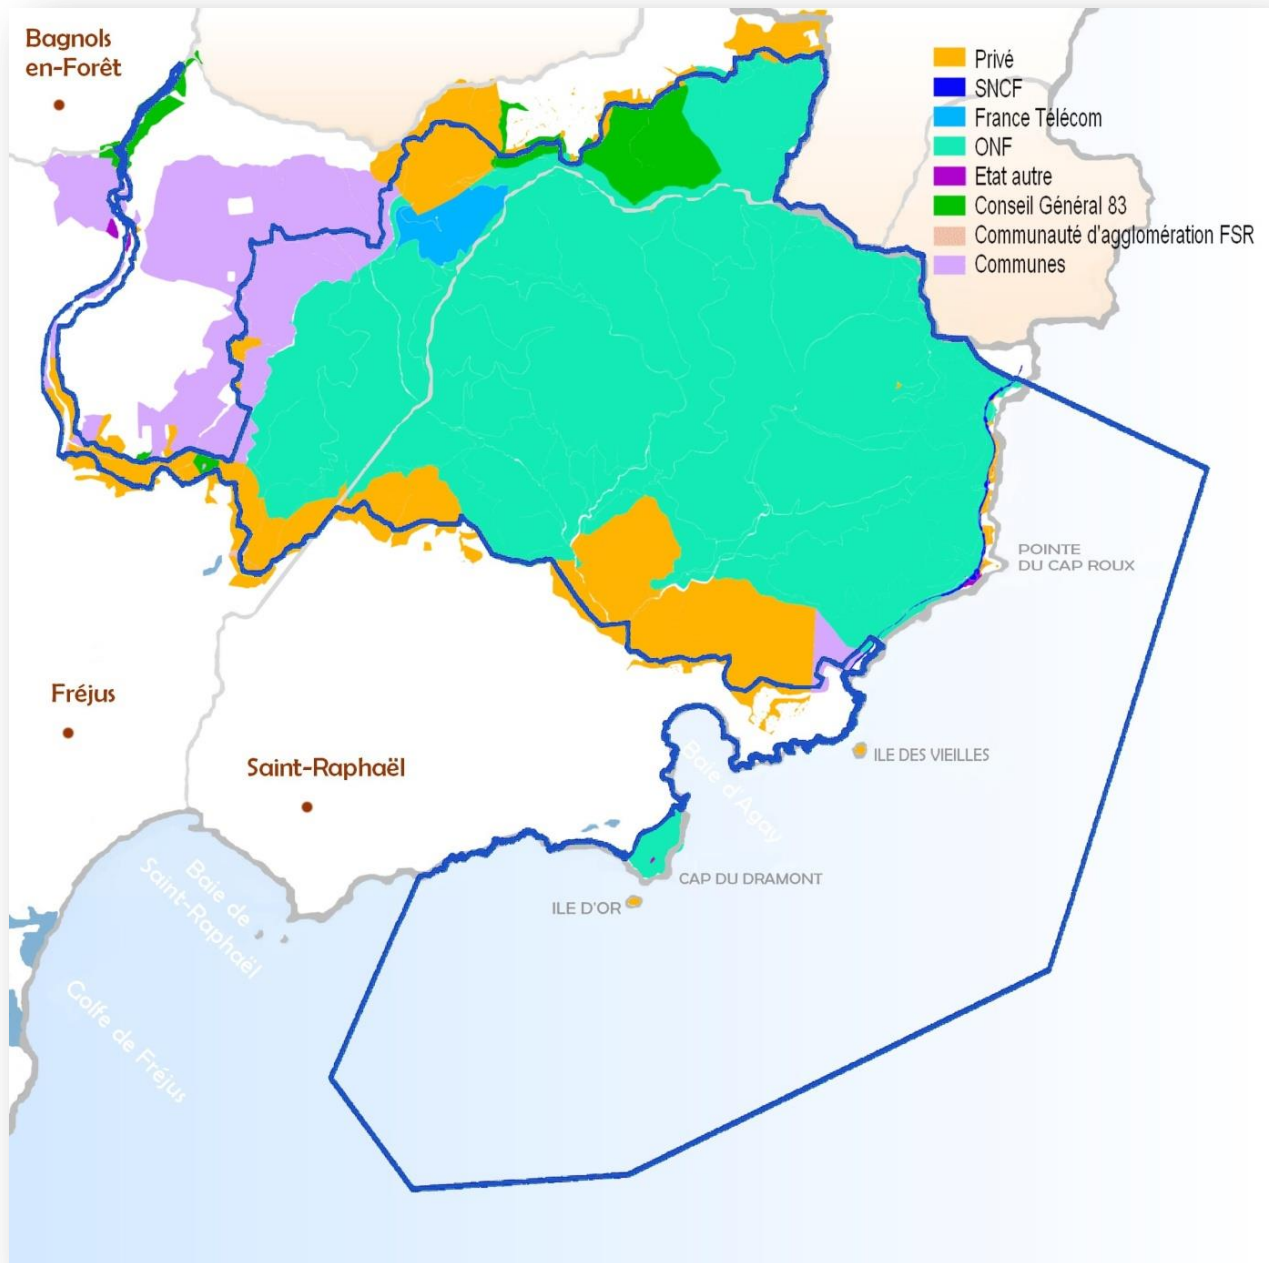 Bagnols
en-Forêt
Privé
SNCF
France Télécom
ONF
Etat autre
Conseil Général 83
Communauté d'agglomération FSR
Communes
POINTE
DU CAP ROUX
Fréjus
Saint-Raphaël
ILE DES VIEILLES
Baie d'Agay
CAP DU DRAMONT
ILE D'OR
Baie de
Saint-Raphaël
Golfe de Fréjus